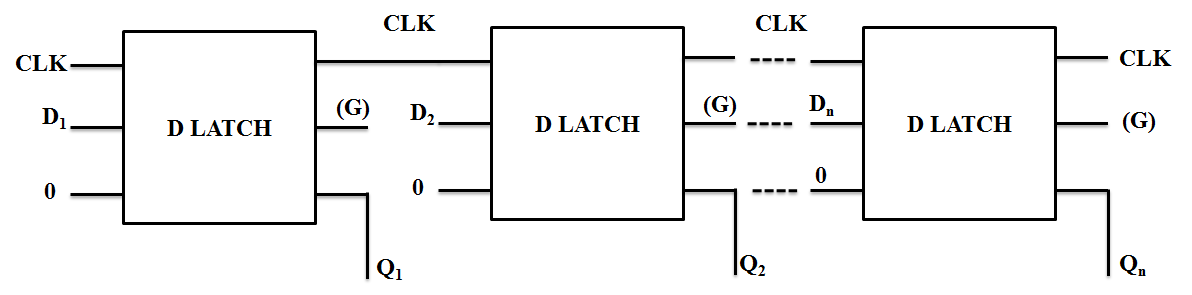 CLK CLK
CLK CLK
D₁ (G) D₂ (G) Dₙ (G)
D LATCH D LATCH D LATCH
0 0 0
Q₁ Q₂ Qₙ